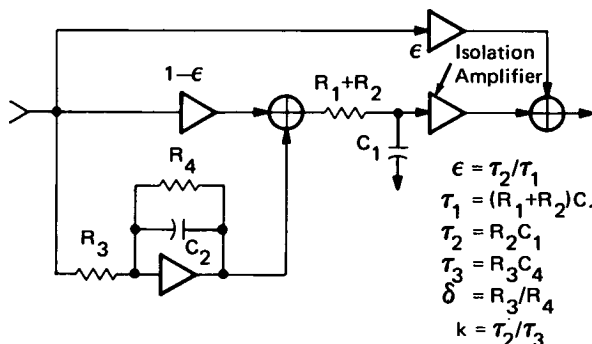 ϵ
Isolation
Amplifier
1–ϵ
R₁+R₂
C₁
R₄
C₂
R₃
ϵ = τ₂/τ₁
τ₁ = (R₁+R₂)C.
τ₂ = R₂C₁
τ₃ = R₃C₄
δ = R₃/R₄
k = τ₂/τ₃